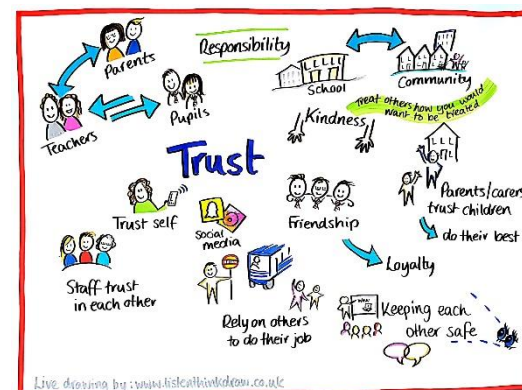 Parents
Responsibility
School
Community
Teachers
Pupils
Kindness
Treat others how you would
want to be treated
Trust
Parents/carers
trust children
do their best
Trust self
Social
media
Friendship
Loyalty
Staff trust
in each other
Rely on others
to do their job
Keeping each
other safe
Live drawing by: www.listenthinkdraw.co.uk